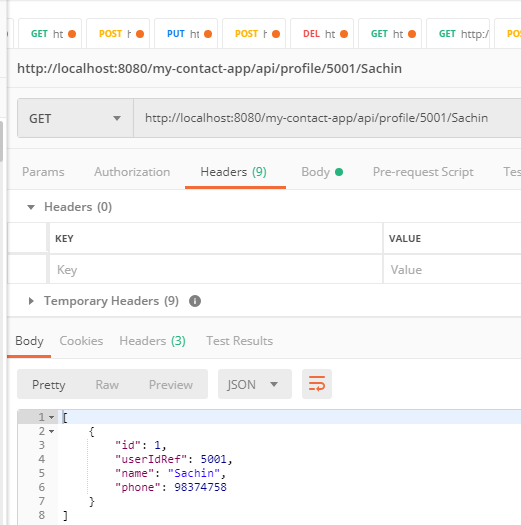 GET ht POST h PUT ht POST h DEL ht GET ht GET http:/ POS
http://localhost:8080/my-contact-app/api/profile/5001/Sachin
GET http://localhost:8080/my-contact-app/api/profile/5001/Sachin
Params Authorization Headers (9) Body Pre-request Script Tes
Headers (0)
KEY VALUE
Key Value
Temporary Headers (9) i
Body Cookies Headers (3) Test Results
Pretty Raw Preview JSON
1 [
2 {
3 "id": 1,
4 "userIdRef": 5001,
5 "name": "Sachin",
6 "phone": 98374758
7 }
8 ]